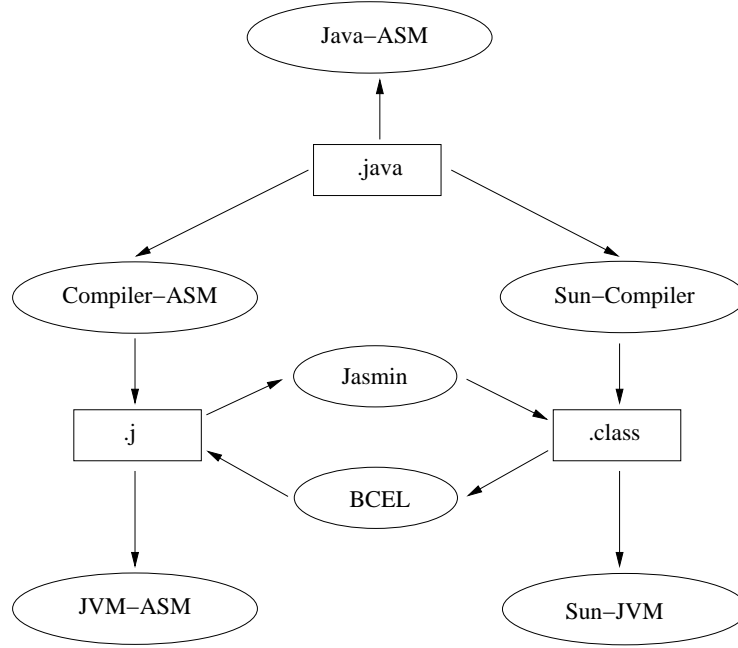 Java−ASM
.java
Compiler−ASM
Sun−Compiler
Jasmin
.j
.class
BCEL
JVM−ASM
Sun−JVM